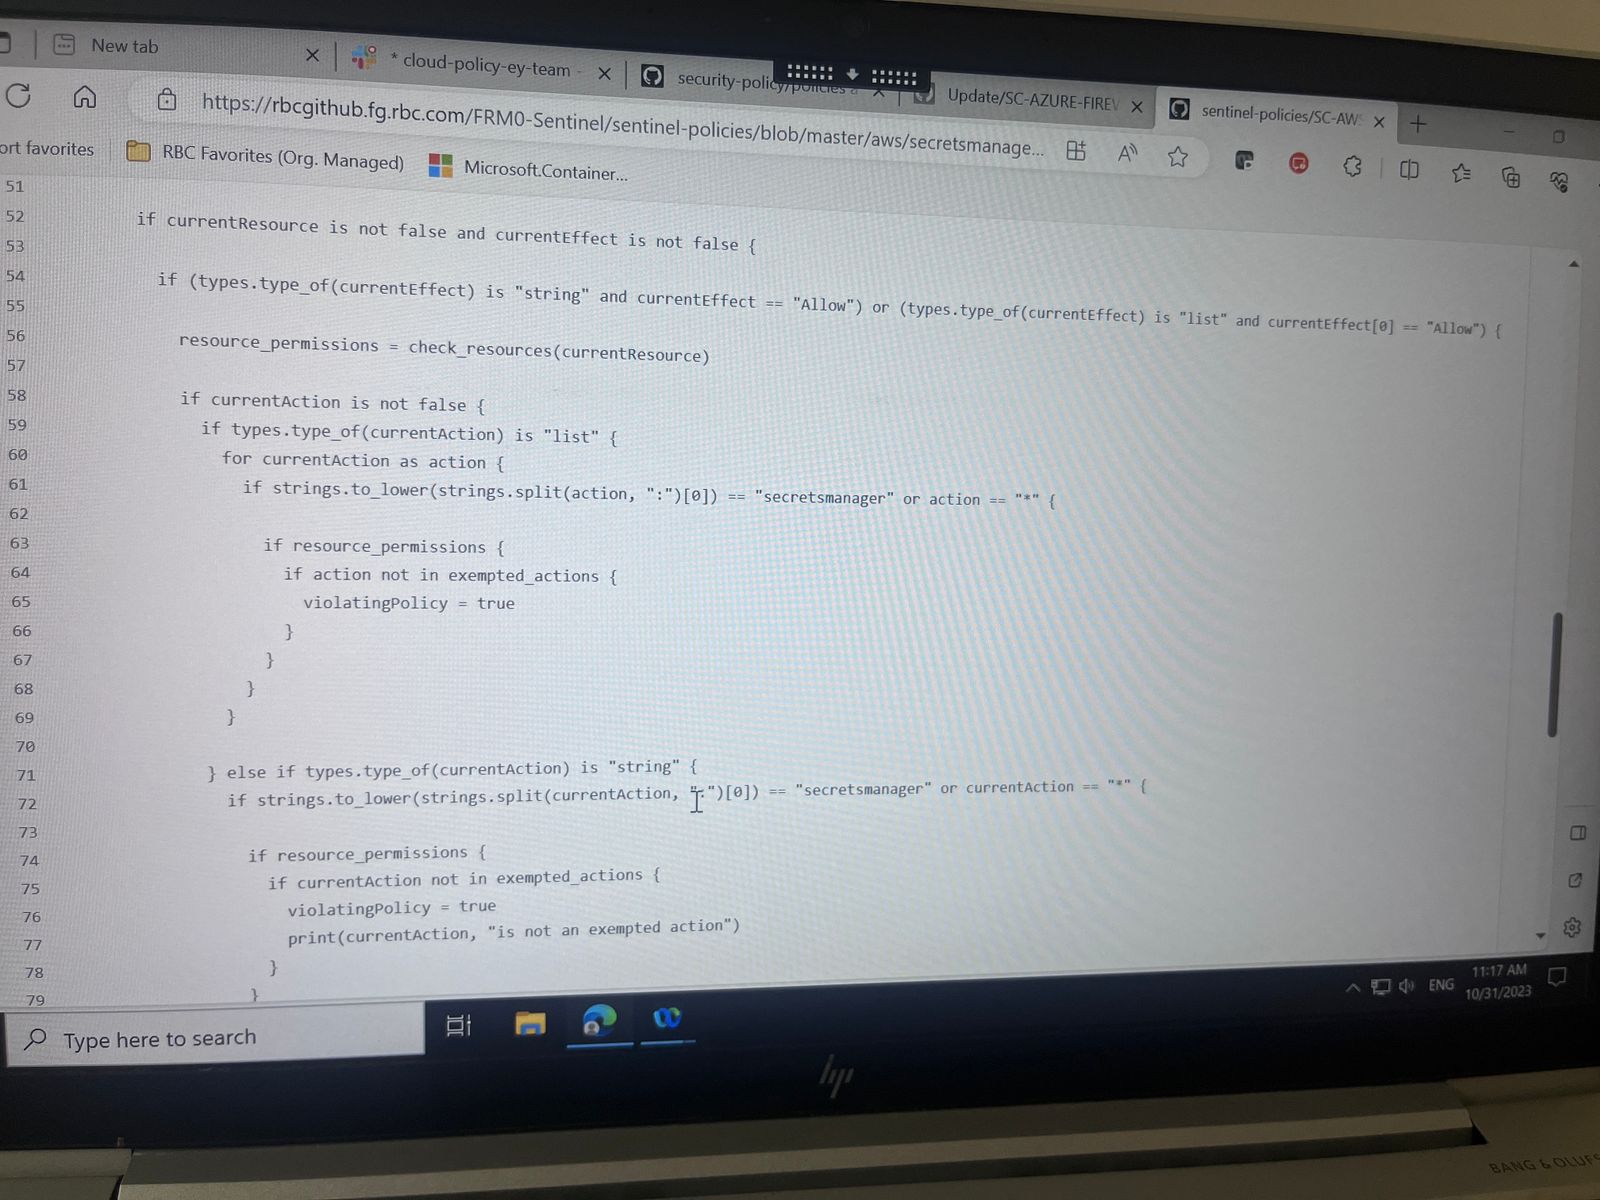 New tab
* cloud-policy-ey-team -
security-policy/policies a
Update/SC-AZURE-FIREV
sentinel-policies/SC-AWS
https://rbcgithub.fg.rbc.com/FRM0-Sentinel/sentinel-policies/blob/master/aws/secretsmanage...
ort favorites
RBC Favorites (Org. Managed)
Microsoft.Container...
51
52 if currentResource is not false and currentEffect is not false {
53
54 if (types.type_of(currentEffect) is "string" and currentEffect == "Allow") or (types.type_of(currentEffect) is "list" and currentEffect[0] == "Allow") {
55
56 resource_permissions = check_resources(currentResource)
57
58 if currentAction is not false {
59 if types.type_of(currentAction) is "list" {
60 for currentAction as action {
61 if strings.to_lower(strings.split(action, ":")[0]) == "secretsmanager" or action == "*" {
62
63 if resource_permissions {
64 if action not in exempted_actions {
65 violatingPolicy = true
66 }
67 }
68 }
69 }
70
71 } else if types.type_of(currentAction) is "string" {
72 if strings.to_lower(strings.split(currentAction, ":")[0]) == "secretsmanager" or currentAction == "*" {
73
74 if resource_permissions {
75 if currentAction not in exempted_actions {
76 violatingPolicy = true
77 print(currentAction, "is not an exempted action")
78 }
79 }
Type here to search
ENG
11:17 AM
10/31/2023
hp
BANG & OLUFS